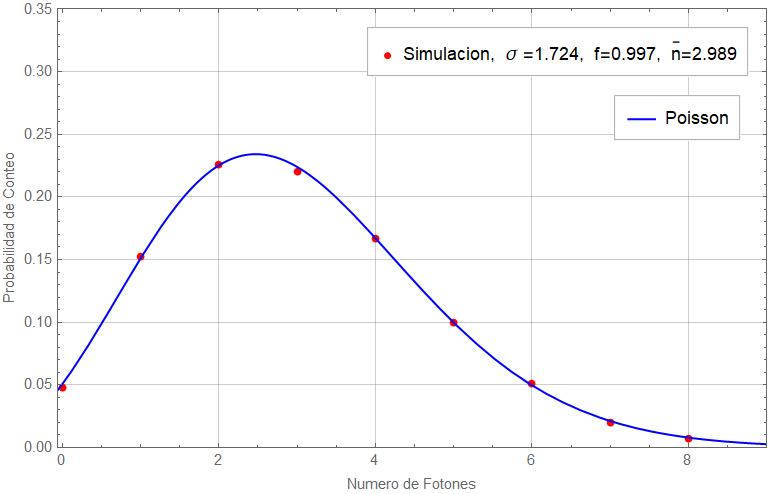 0.35
0.30
0.25
0.20
0.15
0.10
0.05
0.00
Probabilidad de Conteo
Simulacion, σ =1.724, f=0.997, n̄=2.989
Poisson
0 2 4 6 8
Numero de Fotones